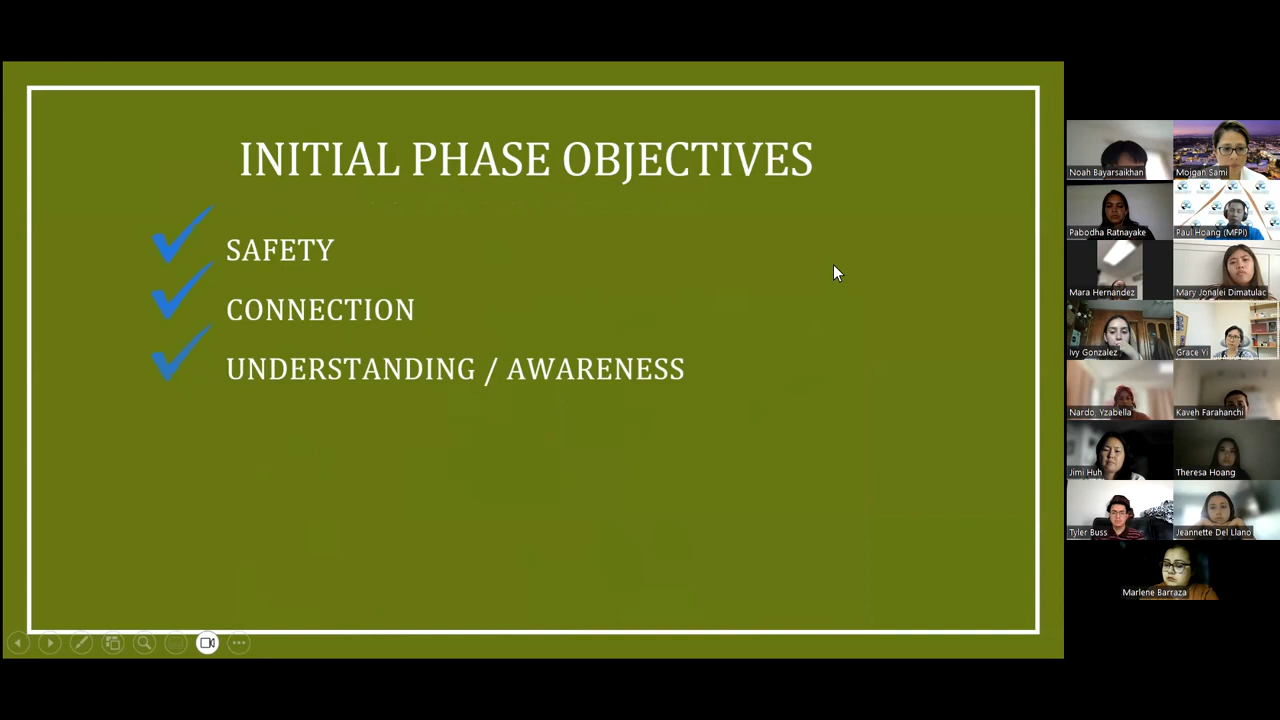 INITIAL PHASE OBJECTIVES
SAFETY
CONNECTION
UNDERSTANDING / AWARENESS
Noah Bayarsaikhan
Mojgan Sami
Pabodha Ratnayake
Paul Hoang (MFPI)
Mara Hernandez
Mary Jonalei Dimatulac
Ivy Gonzalez
Grace Yi
Nardo, Yzabella
Kaveh Farahanchi
Jimi Huh
Theresa Hoang
Tyler Buss
Jeannette Del Llano
Marlene Barraza